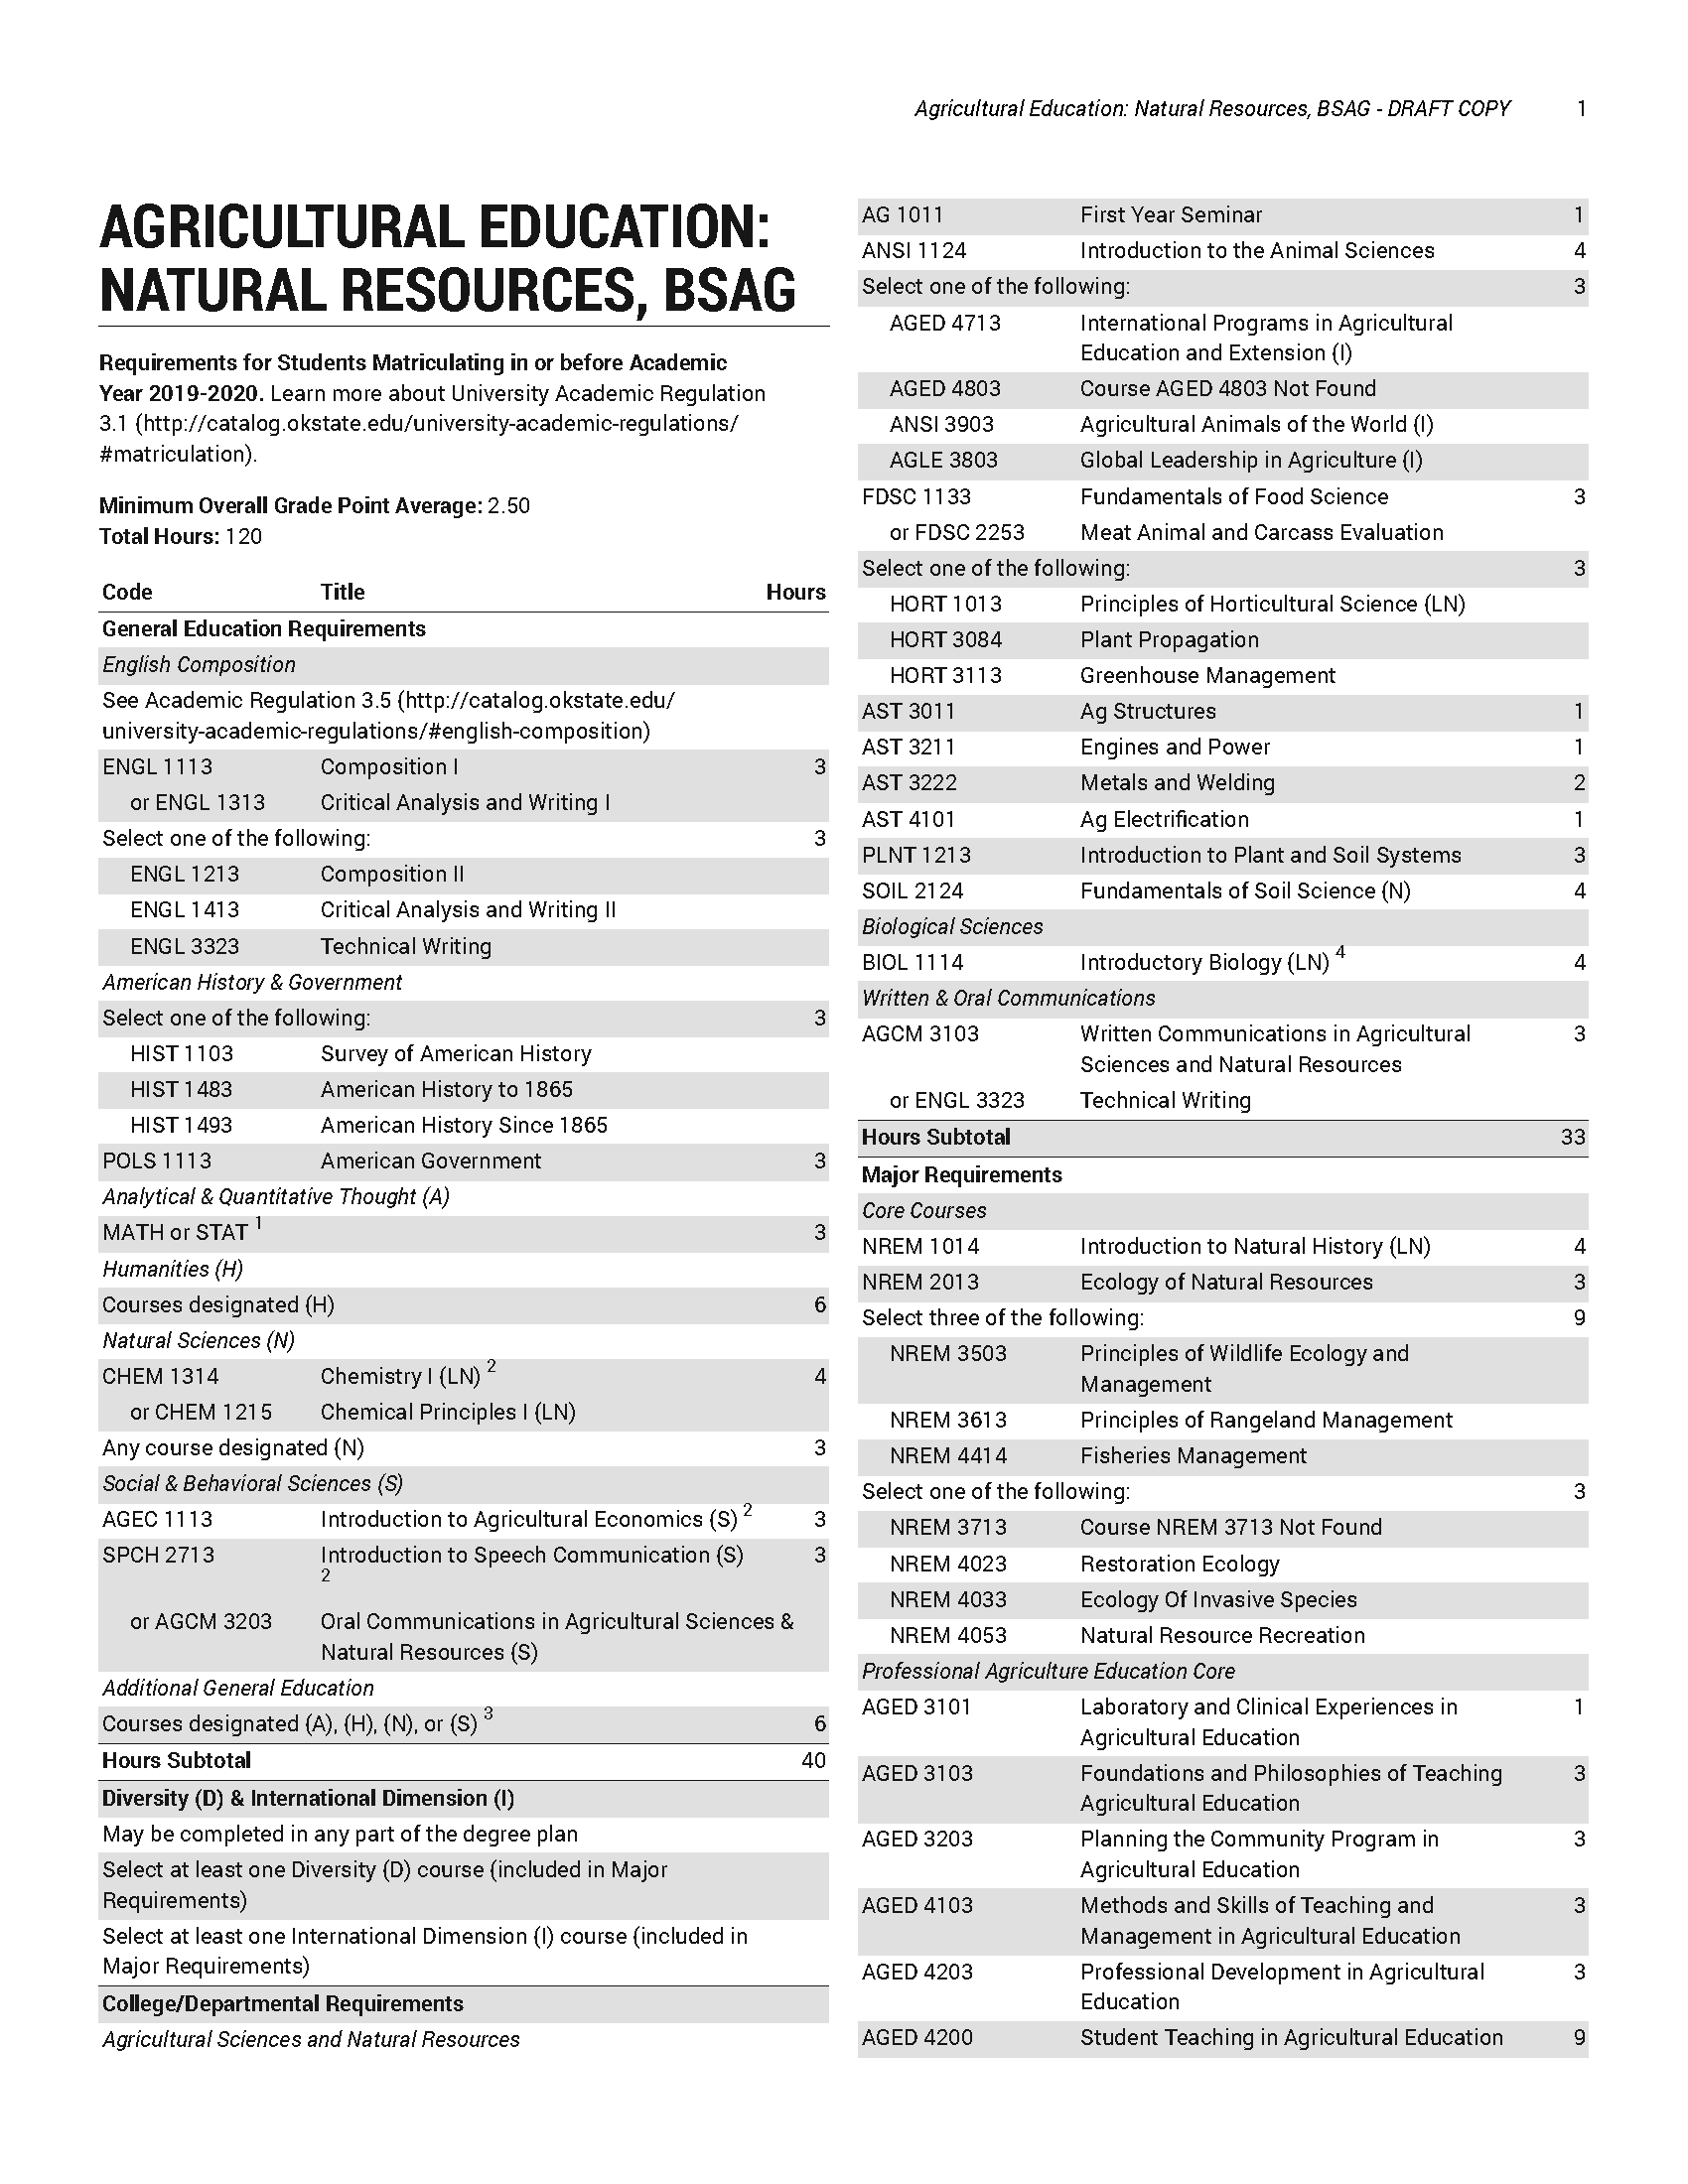 Agricultural Education: Natural Resources, BSAG - DRAFT COPY 1
AGRICULTURAL EDUCATION:
NATURAL RESOURCES, BSAG
Requirements for Students Matriculating in or before Academic
Year 2019-2020. Learn more about University Academic Regulation
3.1 (http://catalog.okstate.edu/university-academic-regulations/
#matriculation).
Minimum Overall Grade Point Average: 2.50
Total Hours: 120
Code Title Hours
General Education Requirements
English Composition
See Academic Regulation 3.5 (http://catalog.okstate.edu/
university-academic-regulations/#english-composition)
ENGL 1113 Composition I 3
or ENGL 1313 Critical Analysis and Writing I
Select one of the following: 3
ENGL 1213 Composition II
ENGL 1413 Critical Analysis and Writing II
ENGL 3323 Technical Writing
American History & Government
Select one of the following: 3
HIST 1103 Survey of American History
HIST 1483 American History to 1865
HIST 1493 American History Since 1865
POLS 1113 American Government 3
Analytical & Quantitative Thought (A)
MATH or STAT 1 3
Humanities (H)
Courses designated (H) 6
Natural Sciences (N)
CHEM 1314 Chemistry I (LN) 2 4
or CHEM 1215 Chemical Principles I (LN)
Any course designated (N) 3
Social & Behavioral Sciences (S)
AGEC 1113 Introduction to Agricultural Economics (S) 2 3
SPCH 2713 Introduction to Speech Communication (S) 3
2
or AGCM 3203 Oral Communications in Agricultural Sciences &
Natural Resources (S)
Additional General Education
Courses designated (A), (H), (N), or (S) 3 6
Hours Subtotal 40
Diversity (D) & International Dimension (I)
May be completed in any part of the degree plan
Select at least one Diversity (D) course (included in Major
Requirements)
Select at least one International Dimension (I) course (included in
Major Requirements)
College/Departmental Requirements
Agricultural Sciences and Natural Resources
AG 1011 First Year Seminar 1
ANSI 1124 Introduction to the Animal Sciences 4
Select one of the following: 3
AGED 4713 International Programs in Agricultural
Education and Extension (I)
AGED 4803 Course AGED 4803 Not Found
ANSI 3903 Agricultural Animals of the World (I)
AGLE 3803 Global Leadership in Agriculture (I)
FDSC 1133 Fundamentals of Food Science 3
or FDSC 2253 Meat Animal and Carcass Evaluation
Select one of the following: 3
HORT 1013 Principles of Horticultural Science (LN)
HORT 3084 Plant Propagation
HORT 3113 Greenhouse Management
AST 3011 Ag Structures 1
AST 3211 Engines and Power 1
AST 3222 Metals and Welding 2
AST 4101 Ag Electrification 1
PLNT 1213 Introduction to Plant and Soil Systems 3
SOIL 2124 Fundamentals of Soil Science (N) 4
Biological Sciences
BIOL 1114 Introductory Biology (LN) 4 4
Written & Oral Communications
AGCM 3103 Written Communications in Agricultural 3
Sciences and Natural Resources
or ENGL 3323 Technical Writing
Hours Subtotal 33
Major Requirements
Core Courses
NREM 1014 Introduction to Natural History (LN) 4
NREM 2013 Ecology of Natural Resources 3
Select three of the following: 9
NREM 3503 Principles of Wildlife Ecology and
Management
NREM 3613 Principles of Rangeland Management
NREM 4414 Fisheries Management
Select one of the following: 3
NREM 3713 Course NREM 3713 Not Found
NREM 4023 Restoration Ecology
NREM 4033 Ecology Of Invasive Species
NREM 4053 Natural Resource Recreation
Professional Agriculture Education Core
AGED 3101 Laboratory and Clinical Experiences in 1
Agricultural Education
AGED 3103 Foundations and Philosophies of Teaching 3
Agricultural Education
AGED 3203 Planning the Community Program in 3
Agricultural Education
AGED 4103 Methods and Skills of Teaching and 3
Management in Agricultural Education
AGED 4203 Professional Development in Agricultural 3
Education
AGED 4200 Student Teaching in Agricultural Education 9